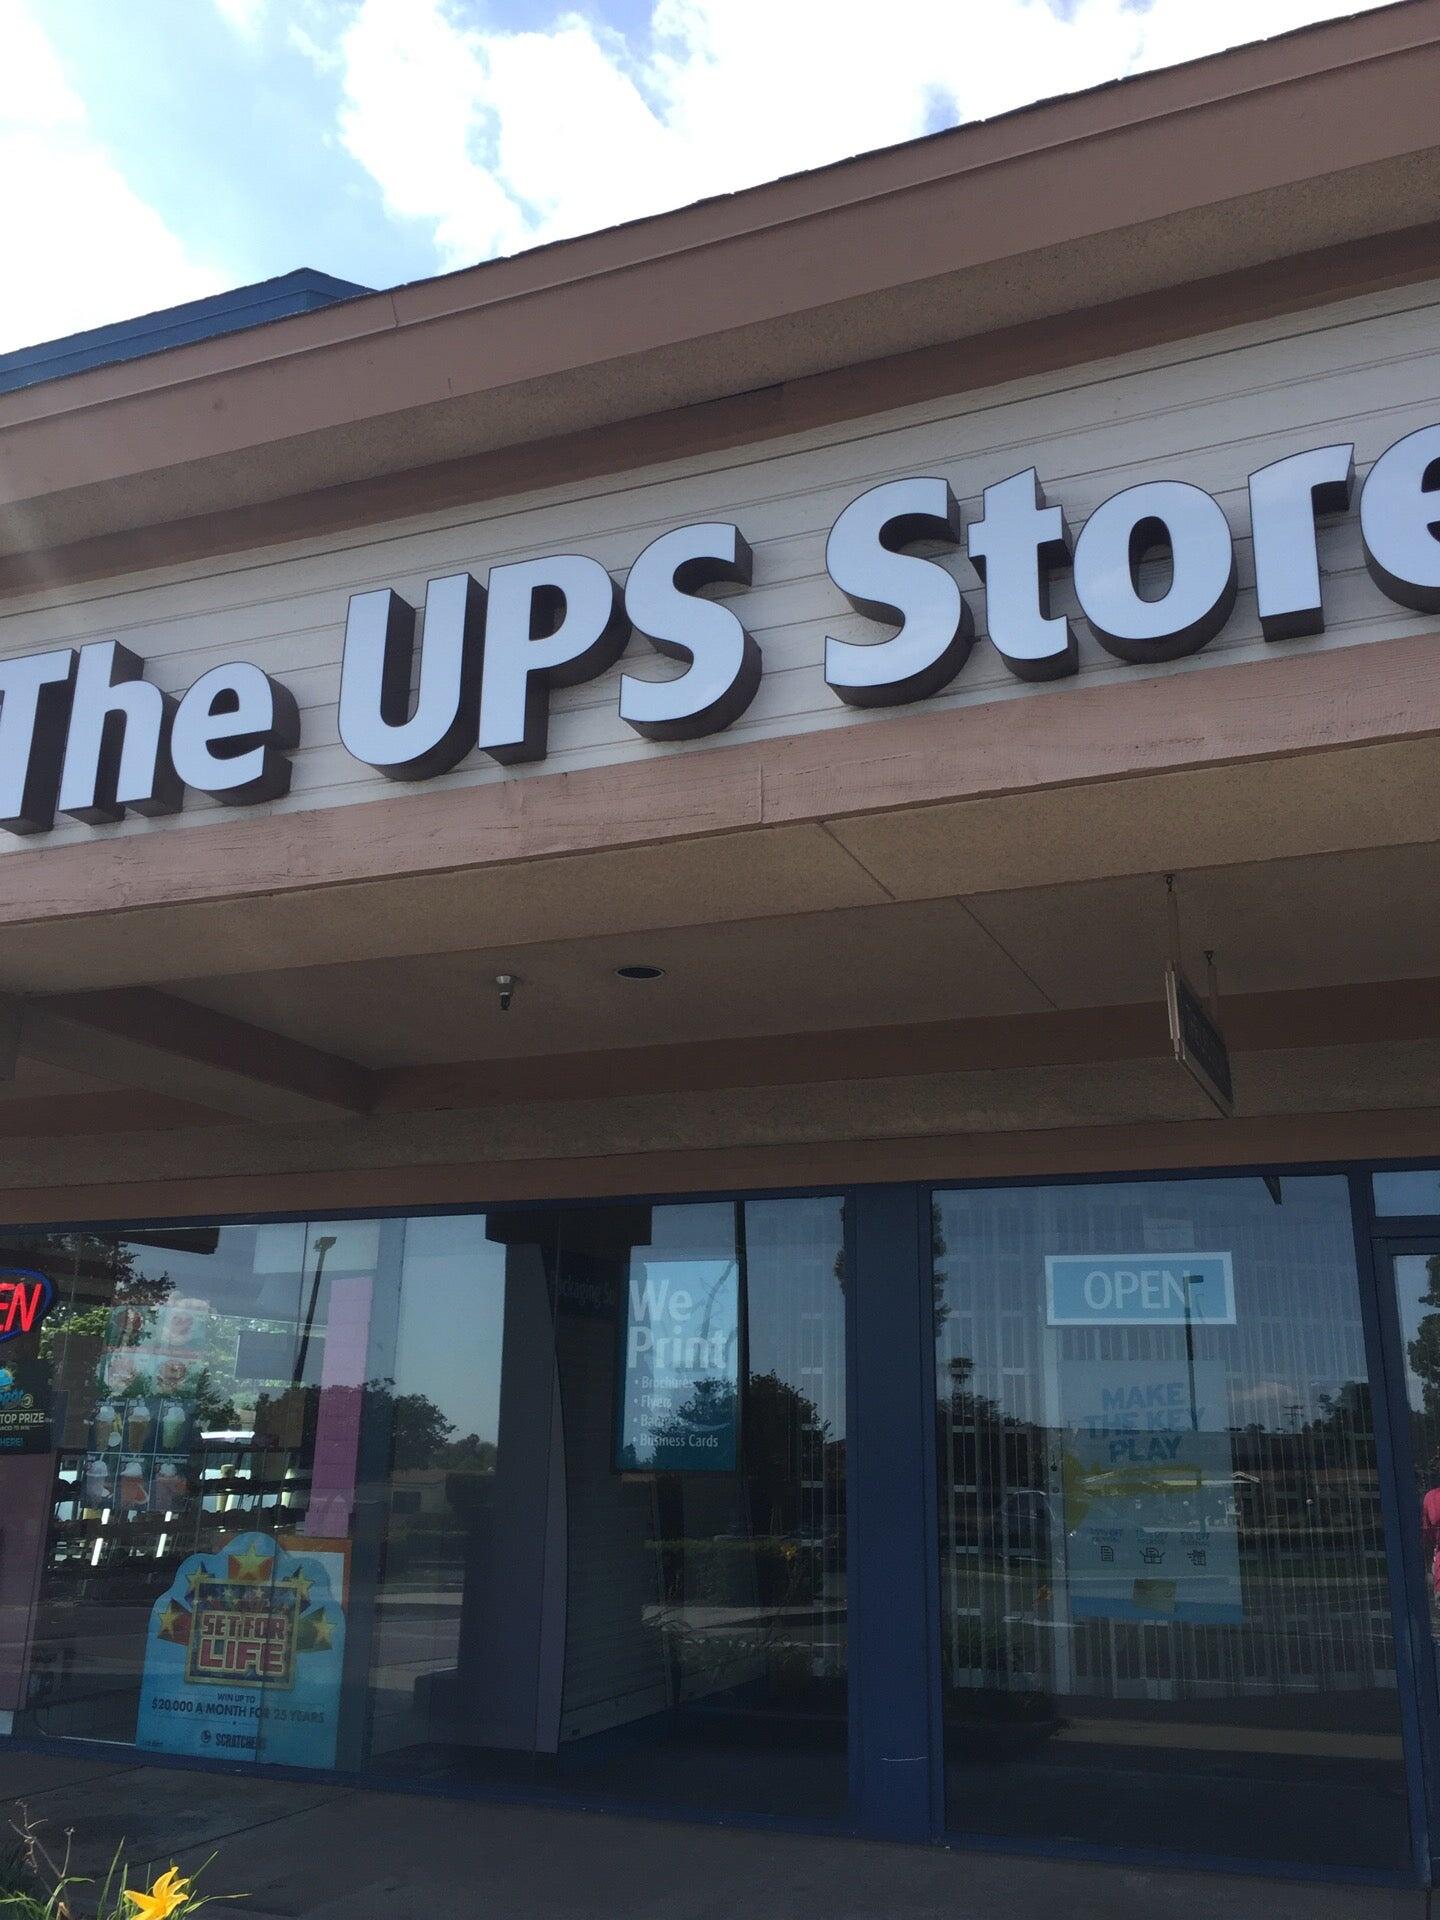 The UPS Store
EN
We
Print
• Brochures
• Flyers
• Business Cards
OPEN
MAKE
THE KEY
PLAY
TOP PRIZE
HERE!
SET FOR
LIFE
WIN UP TO
$20,000 A MONTH FOR 25 YEARS
SCRATCHERS